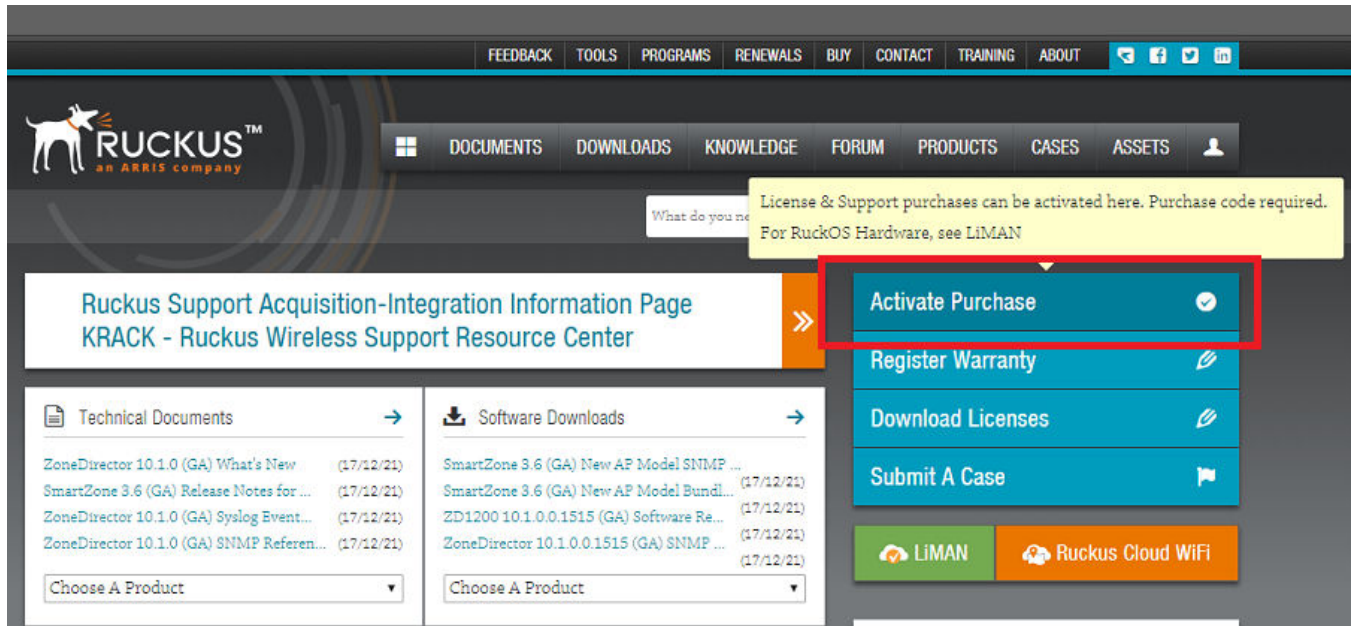 FEEDBACK TOOLS PROGRAMS RENEWALS BUY CONTACT TRAINING ABOUT
RUCKUS™
an ARRIS company
DOCUMENTS DOWNLOADS KNOWLEDGE FORUM PRODUCTS CASES ASSETS
What do you ne
License & Support purchases can be activated here. Purchase code required.
For RuckOS Hardware, see LiMAN
Ruckus Support Acquisition-Integration Information Page
KRACK - Ruckus Wireless Support Resource Center
Activate Purchase
Register Warranty
Download Licenses
Submit A Case
LiMAN
Ruckus Cloud WiFi
Technical Documents
ZoneDirector 10.1.0 (GA) What's New (17/12/21)
SmartZone 3.6 (GA) Release Notes for ... (17/12/21)
ZoneDirector 10.1.0 (GA) Syslog Event... (17/12/21)
ZoneDirector 10.1.0 (GA) SNMP Referen... (17/12/21)
Choose A Product
Software Downloads
SmartZone 3.6 (GA) New AP Model SNMP ...
(17/12/21)
SmartZone 3.6 (GA) New AP Model Bundl...
(17/12/21)
ZD1200 10.1.0.0.1515 (GA) Software Re...
(17/12/21)
ZoneDirector 10.1.0.0.1515 (GA) SNMP ...
(17/12/21)
Choose A Product